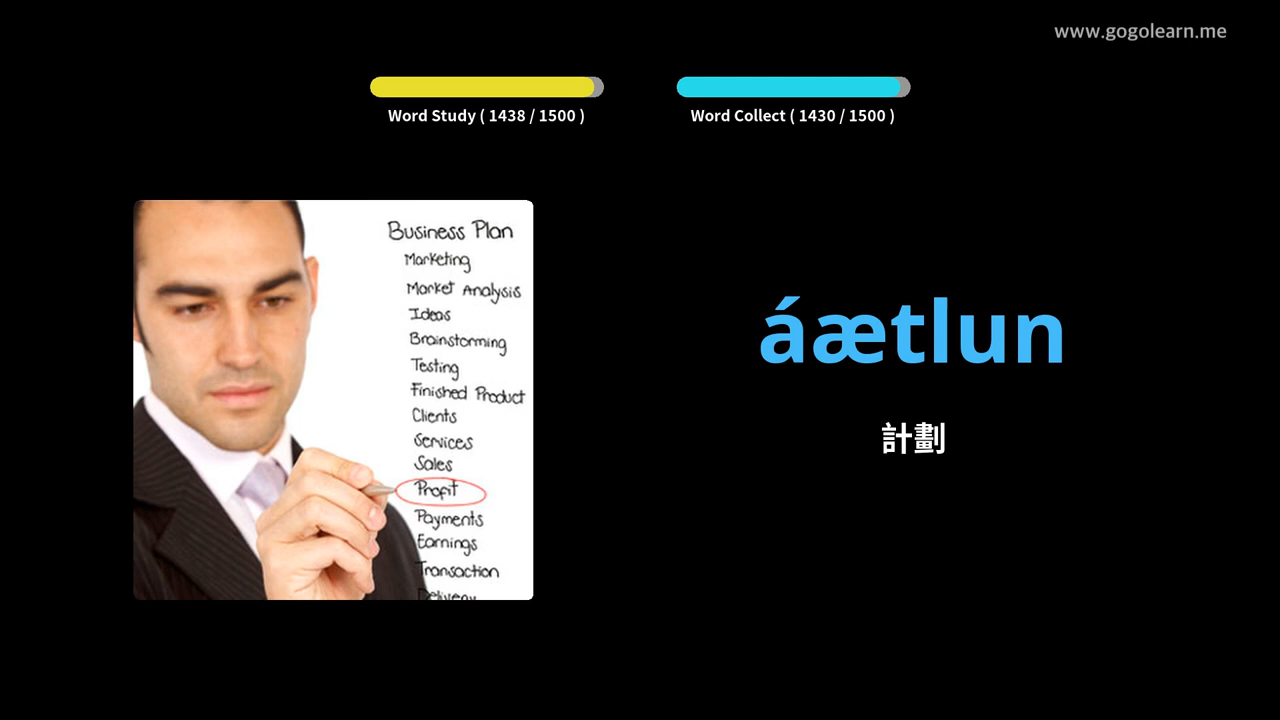 www.gogolearn.me
Word Study ( 1438 / 1500 )
Word Collect ( 1430 / 1500 )
Business Plan
Marketing
Market Analysis
Ideas
Brainstorming
Testing
Finished Product
Clients
Services
Sales
Profit
Payments
Earnings
Transaction
Delivery
áætlun
計劃